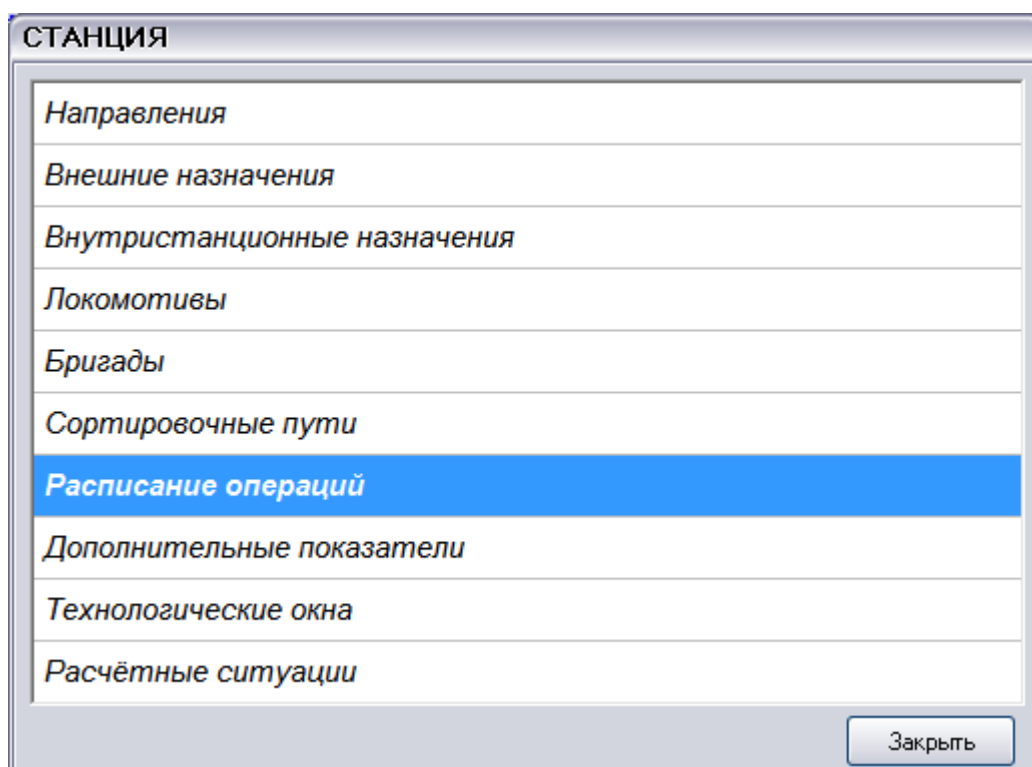 СТАНЦИЯ
Направления
Внешние назначения
Внутристанционные назначения
Локомотивы
Бригады
Сортировочные пути
Расписание операций
Дополнительные показатели
Технологические окна
Расчётные ситуации
Закрыть